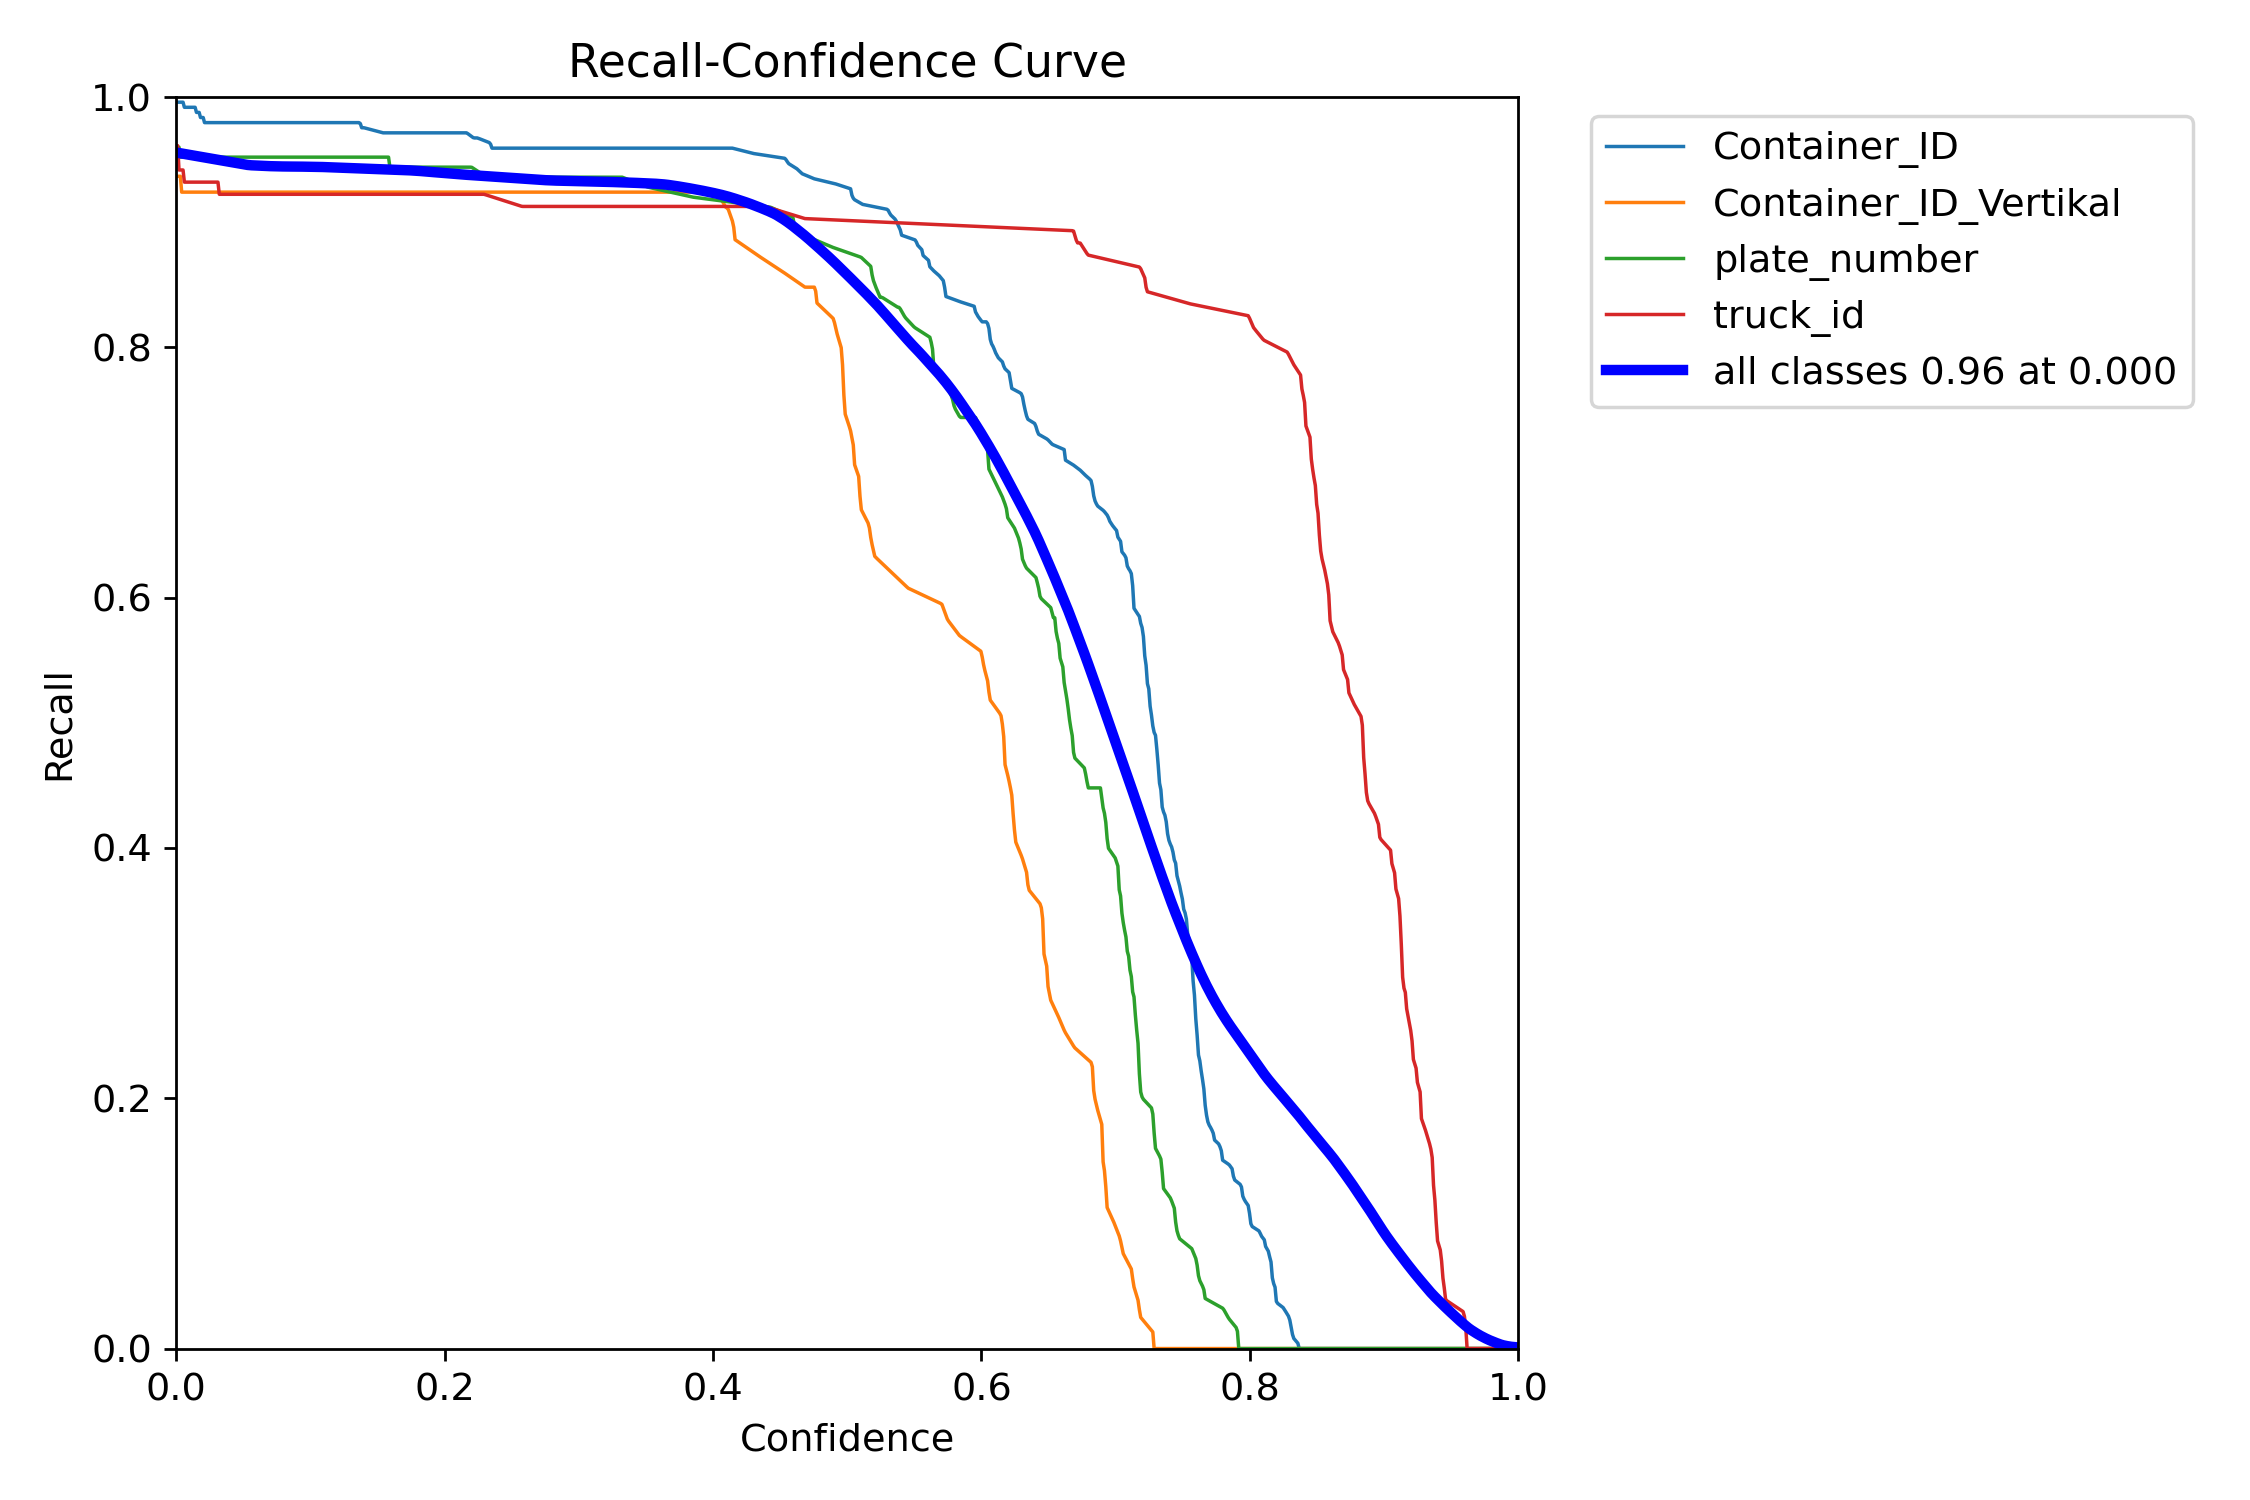 Recall-Confidence Curve
1.0
0.8
0.6
0.4
0.2
0.0
Recall
0.0 0.2 0.4 0.6 0.8 1.0
Confidence
Container_ID
Container_ID_Vertikal
plate_number
truck_id
all classes 0.96 at 0.000